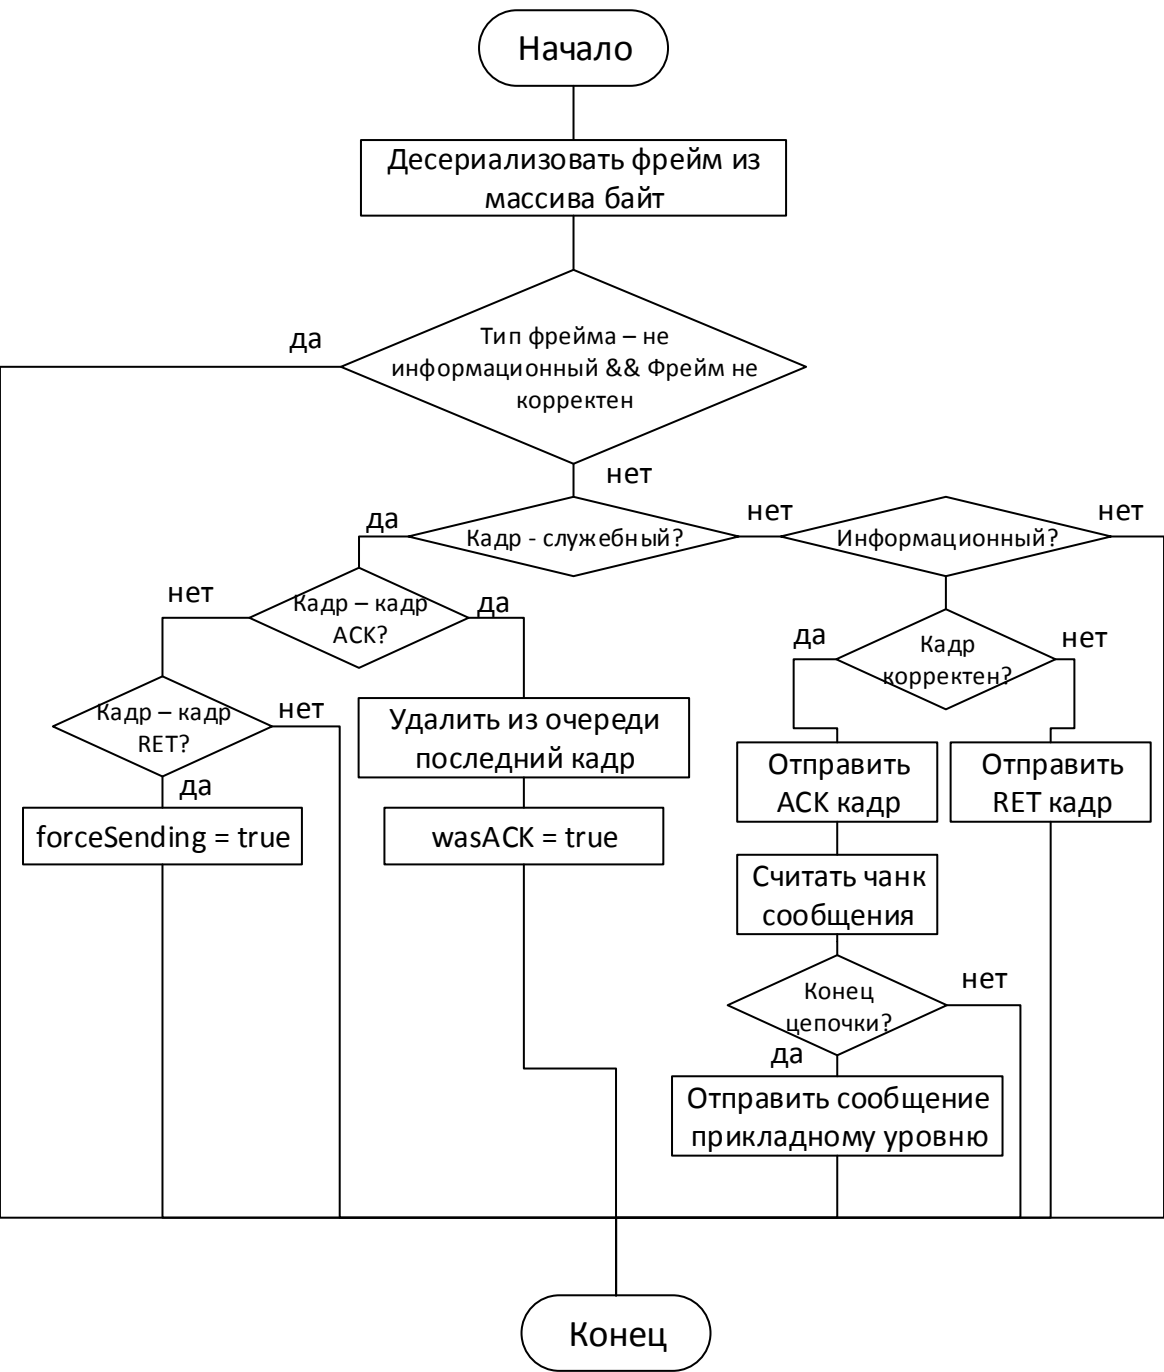 Начало
Десериализовать фрейм из
массива байт
да
Тип фрейма – не
информационный && Фрейм не
корректен
нет
да
Кадр - служебный?
нет
Информационный?
нет
нет
Кадр – кадр
ACK?
да
да
Кадр
корректен?
нет
Кадр – кадр
RET?
нет
да
Удалить из очереди
последний кадр
Отправить
ACK кадр
Отправить
RET кадр
forceSending = true
wasACK = true
Считать чанк
сообщения
Конец
цепочки?
нет
да
Отправить сообщение
прикладному уровню
Конец